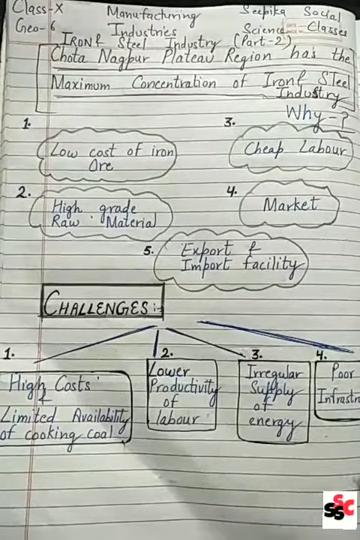 Class-X
Geo-6
Manufacturing
Industries
Deepika Social
Science Classes
Iron & Steel Industry (Part-2)
Chota Nagpur Plateau Region has the
Maximum Concentration of Iron & Steel
Industry
Why-?
1.
Low cost of iron
Ore
3.
Cheap Labour
2.
High grade
Raw Material
4.
Market
5.
Export &
Import facility
CHALLENGES:-
1.
High Costs
&
Limited Availability
of cooking coal
2.
Lower
Productivity
of
labour
3.
Irregular
Supply
of
energy
4.
Poor
Infrastr
SSC